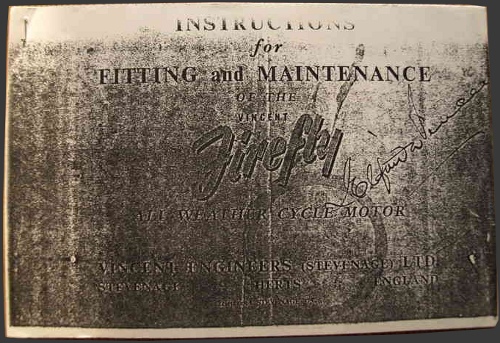 INSTRUCTIONS
for
FITTING and MAINTENANCE
OF THE
VINCENT
Firefly
ALL WEATHER CYCLE MOTOR
VINCENT ENGINEERS (STEVENAGE) LTD
STEVENAGE HERTS ENGLAND